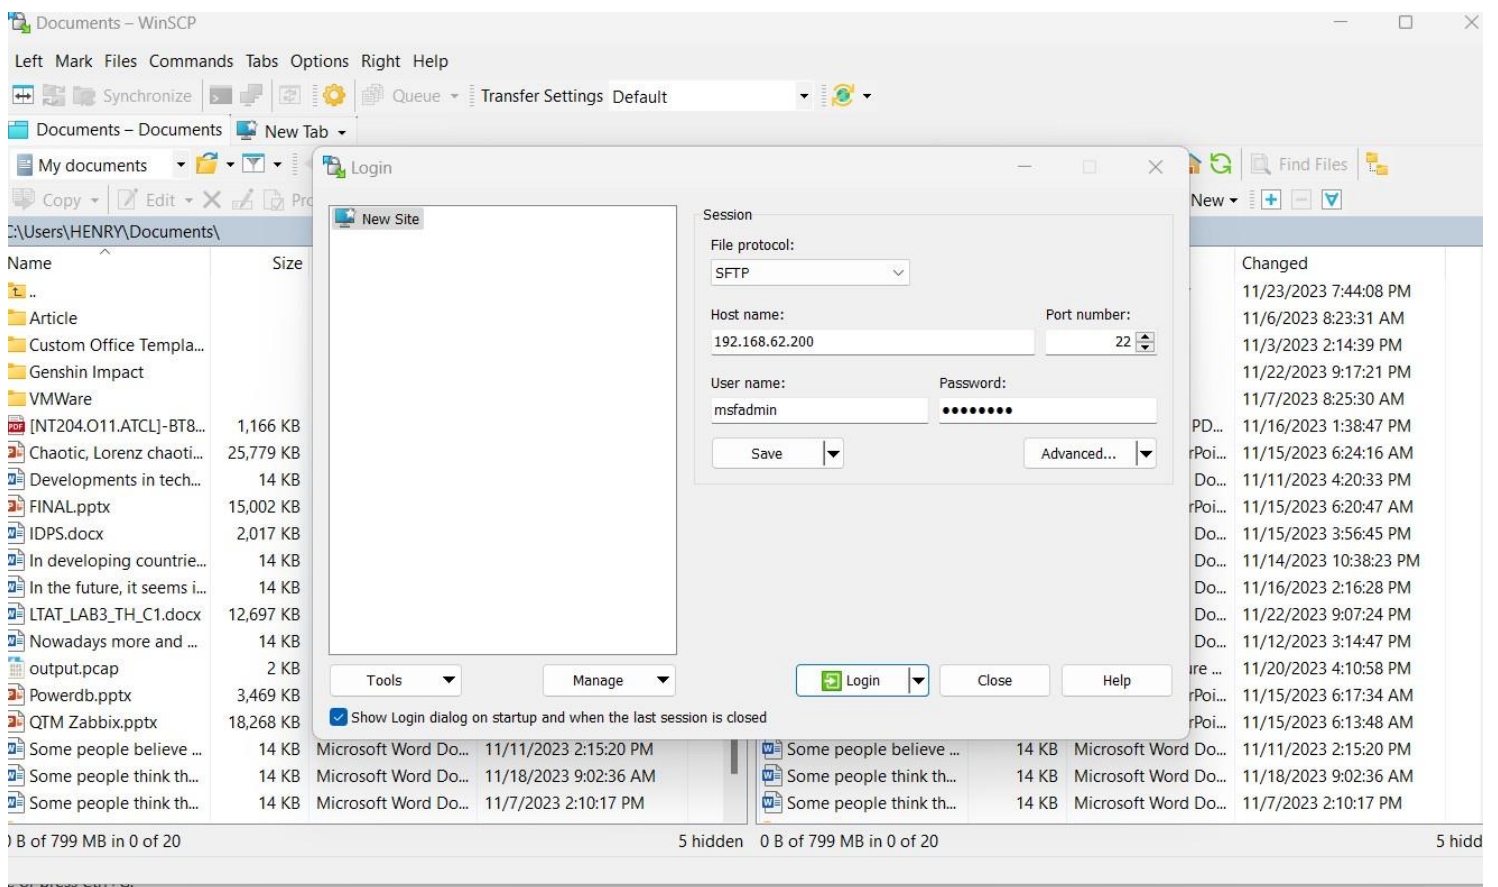 Documents – WinSCP
Left Mark Files Commands Tabs Options Right Help
Synchronize Queue Transfer Settings Default
Documents – Documents New Tab
My documents Find Files
Copy Edit New
:\Users\HENRY\Documents\
Login
New Site
Session
File protocol:
SFTP
Host name: Port number:
192.168.62.200 22
User name: Password:
msfadmin ●●●●●●●●
Save Advanced...
Tools Manage Login Close Help
Show Login dialog on startup and when the last session is closed
Name Size Changed
.. 11/23/2023 7:44:08 PM
Article 11/6/2023 8:23:31 AM
Custom Office Templa... 11/3/2023 2:14:39 PM
Genshin Impact 11/22/2023 9:17:21 PM
VMWare 11/7/2023 8:25:30 AM
[NT204.O11.ATCL]-BT8... 1,166 KB PD... 11/16/2023 1:38:47 PM
Chaotic, Lorenz chaoti... 25,779 KB rPoi... 11/15/2023 6:24:16 AM
Developments in tech... 14 KB Do... 11/11/2023 4:20:33 PM
FINAL.pptx 15,002 KB rPoi... 11/15/2023 6:20:47 AM
IDPS.docx 2,017 KB Do... 11/15/2023 3:56:45 PM
In developing countrie... 14 KB Do... 11/14/2023 10:38:23 PM
In the future, it seems i... 14 KB Do... 11/16/2023 2:16:28 PM
LTAT_LAB3_TH_C1.docx 12,697 KB Do... 11/22/2023 9:07:24 PM
Nowadays more and ... 14 KB Do... 11/12/2023 3:14:47 PM
output.pcap 2 KB ure ... 11/20/2023 4:10:58 PM
Powerdb.pptx 3,469 KB rPoi... 11/15/2023 6:17:34 AM
QTM Zabbix.pptx 18,268 KB rPoi... 11/15/2023 6:13:48 AM
Some people believe ... 14 KB Microsoft Word Do... 11/11/2023 2:15:20 PM Some people believe ... 14 KB Microsoft Word Do... 11/11/2023 2:15:20 PM
Some people think th... 14 KB Microsoft Word Do... 11/18/2023 9:02:36 AM Some people think th... 14 KB Microsoft Word Do... 11/18/2023 9:02:36 AM
Some people think th... 14 KB Microsoft Word Do... 11/7/2023 2:10:17 PM Some people think th... 14 KB Microsoft Word Do... 11/7/2023 2:10:17 PM
B of 799 MB in 0 of 20 5 hidden 0 B of 799 MB in 0 of 20 5 hidd